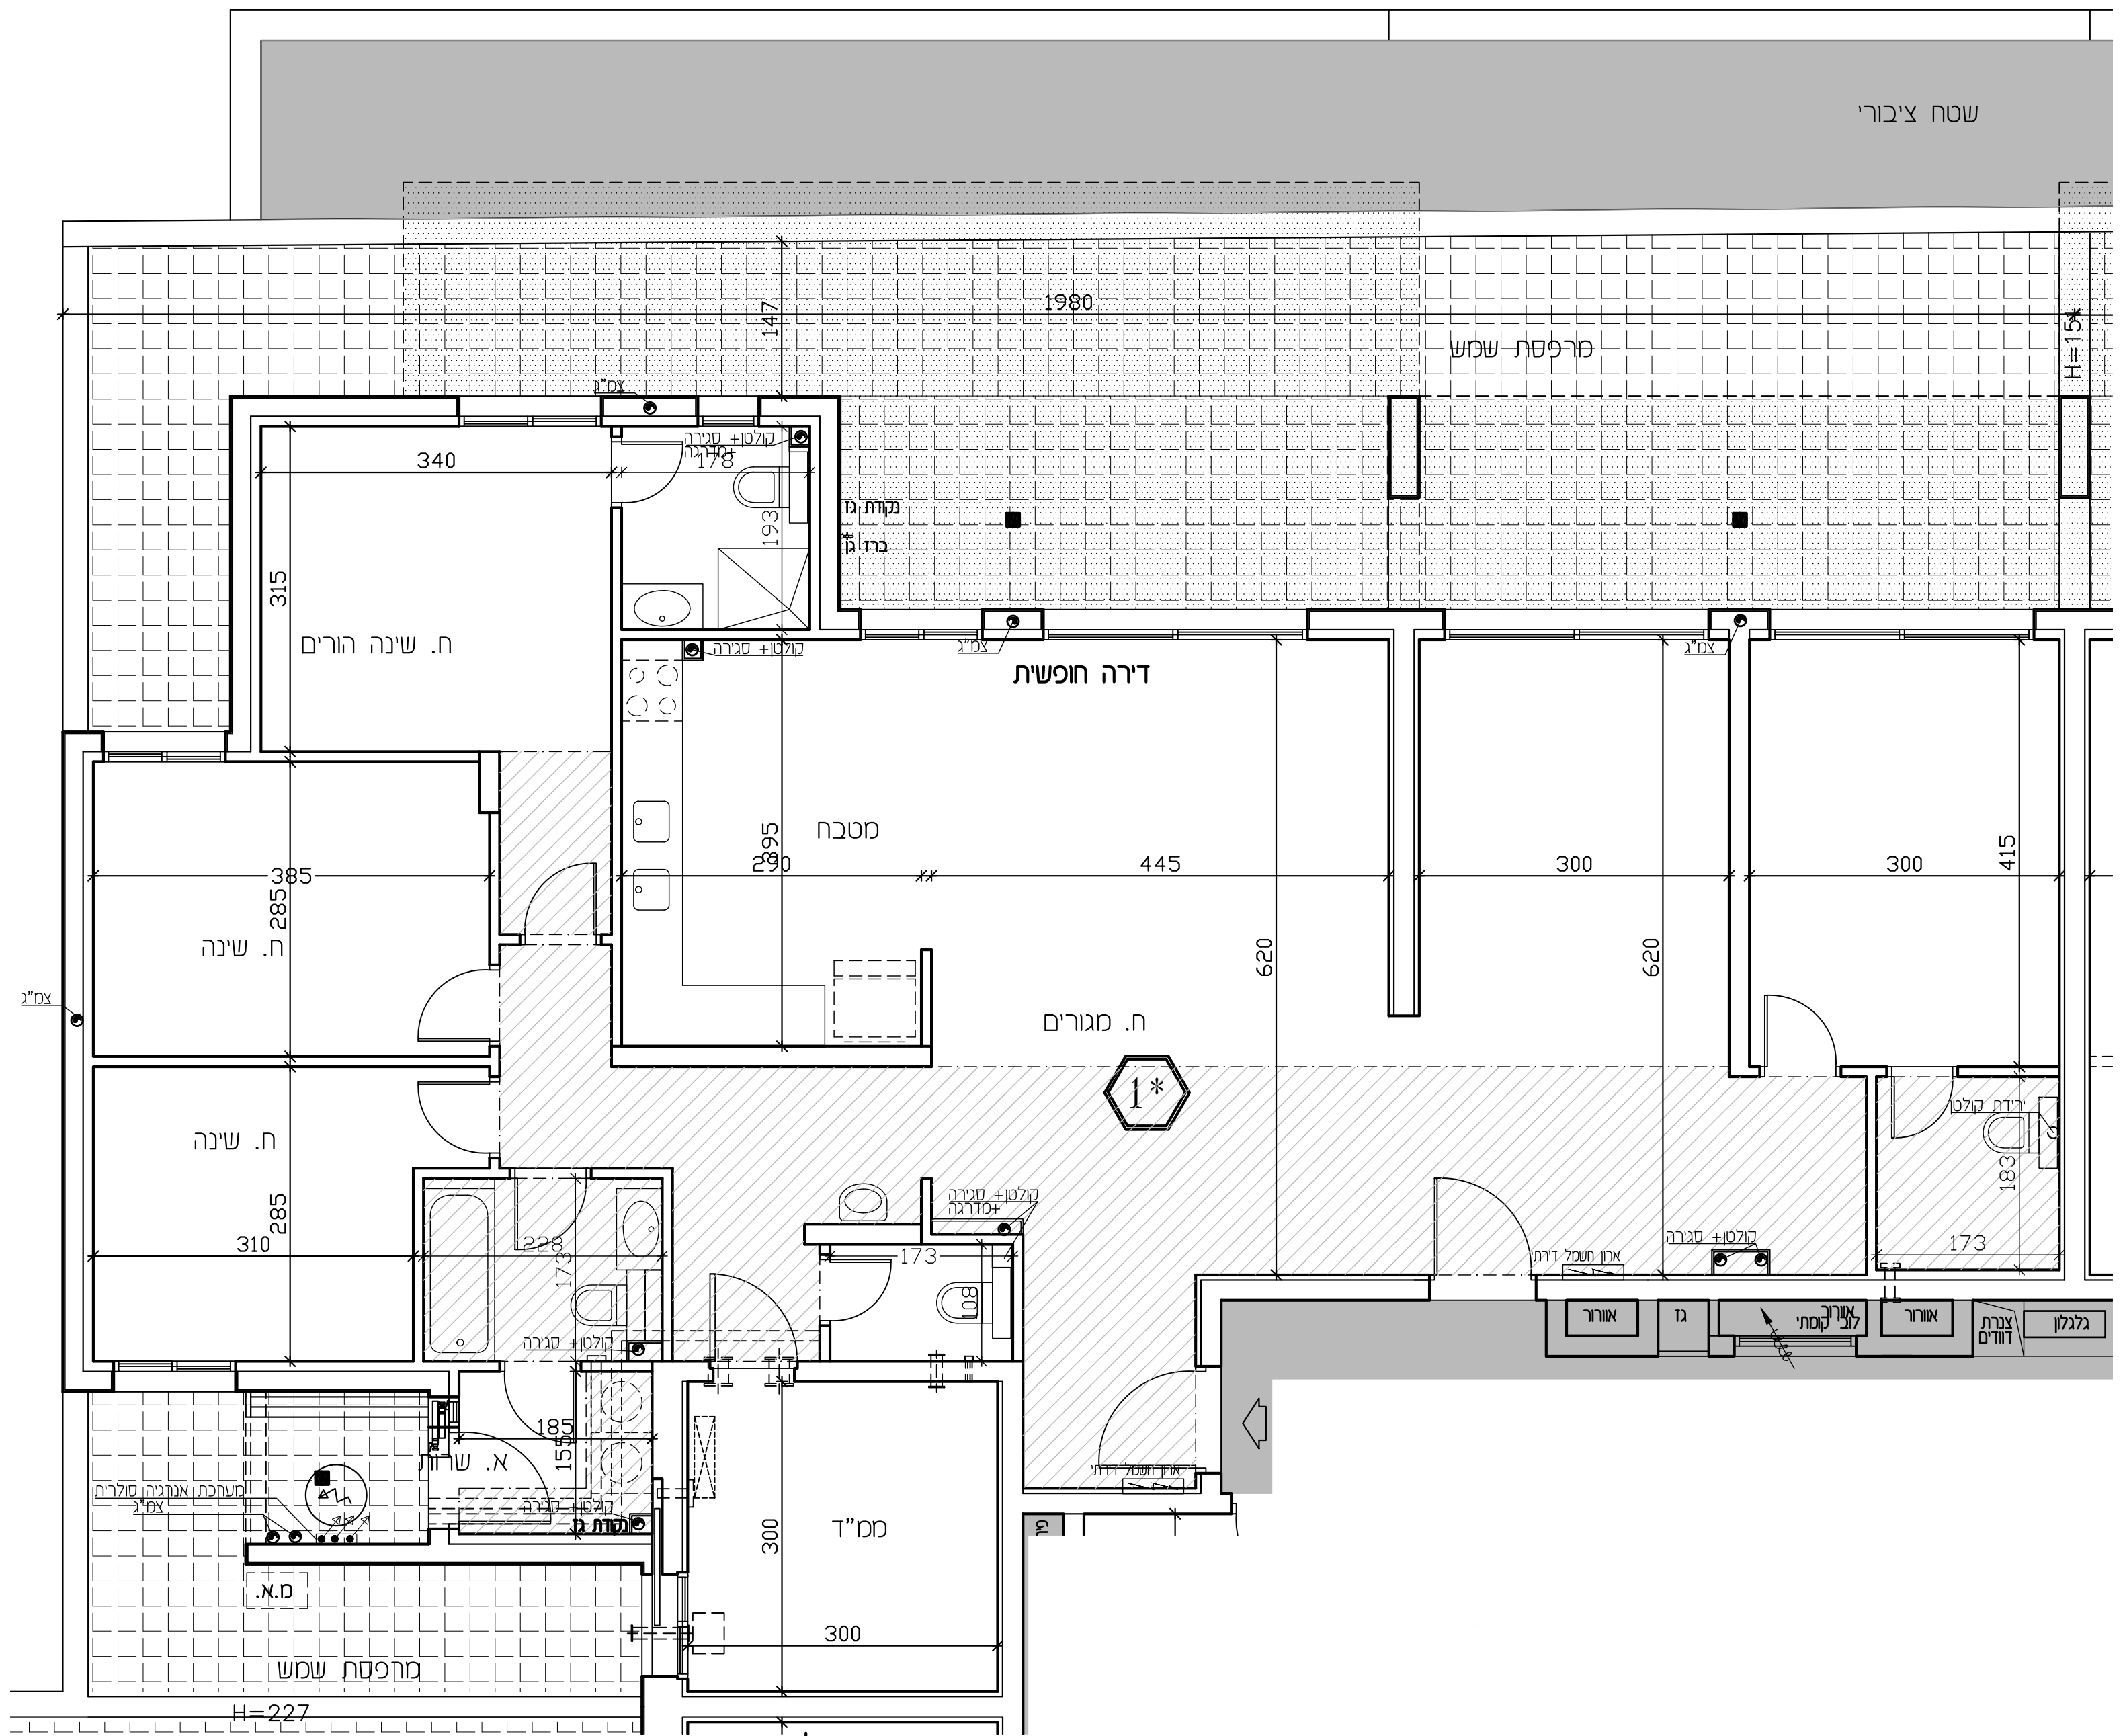 שטח ציבורי
1980
147
H=151
מרפסת שמש
צמ"ג
קולטן+ סגירה
+מדרגה
340
178
193
נקודת גז
ברז גן
315
ח. שינה הורים
קולטן+ סגירה
צמ"ג
צמ"ג
דירה חופשית
מטבח
395
290
445
300
300
415
385
285
ח. שינה
620
620
צמ"ג
ח. מגורים
1*
ירידת קולטן
ח. שינה
183
285
310
228
173
קולטן+ סגירה
+מדרגה
173
108
ארון חשמל דירתי
קולטן+ סגירה
173
אוורור
גז
אוורור
לובי קומתי
אוורור
צנרת
דוודים
גלגלון
קולטן+ סגירה
185
155
א. שרות
ארון חשמל דירתי
מערכת אנרגיה סולרית
צמ"ג
קולטן+ סגירה
נקודת גז
300
ממ"ד
מ.א.
300
מרפסת שמש
H=227